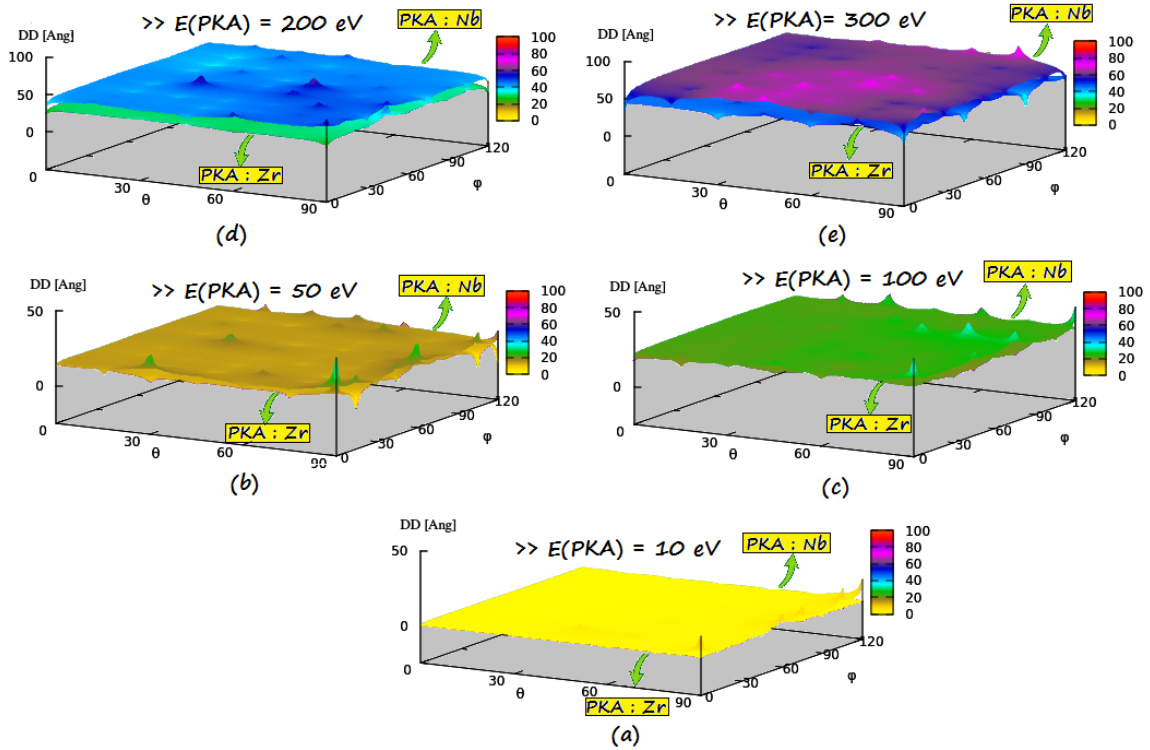 DD [Ang]
>> E(PKA) = 200 eV
PKA : Nb
100
50
0
100
80
60
40
20
0
PKA : Zr
0
30
60
90
θ
0
30
60
90
120
φ
(d)
DD [Ang]
>> E(PKA)= 300 eV
PKA : Nb
100
50
0
100
80
60
40
20
0
PKA : Zr
0
30
60
90
θ
0
30
60
90
120
φ
(e)
DD [Ang]
>> E(PKA) = 50 eV
PKA : Nb
50
0
100
80
60
40
20
0
PKA : Zr
0
30
60
90
θ
0
30
60
90
120
φ
(b)
DD [Ang]
>> E(PKA) = 100 eV
PKA : Nb
50
0
100
80
60
40
20
0
PKA : Zr
0
30
60
90
θ
0
30
60
90
120
φ
(c)
DD [Ang]
>> E(PKA) = 10 eV
PKA : Nb
50
0
100
80
60
40
20
0
PKA : Zr
0
30
60
90
θ
0
30
60
90
120
φ
(a)